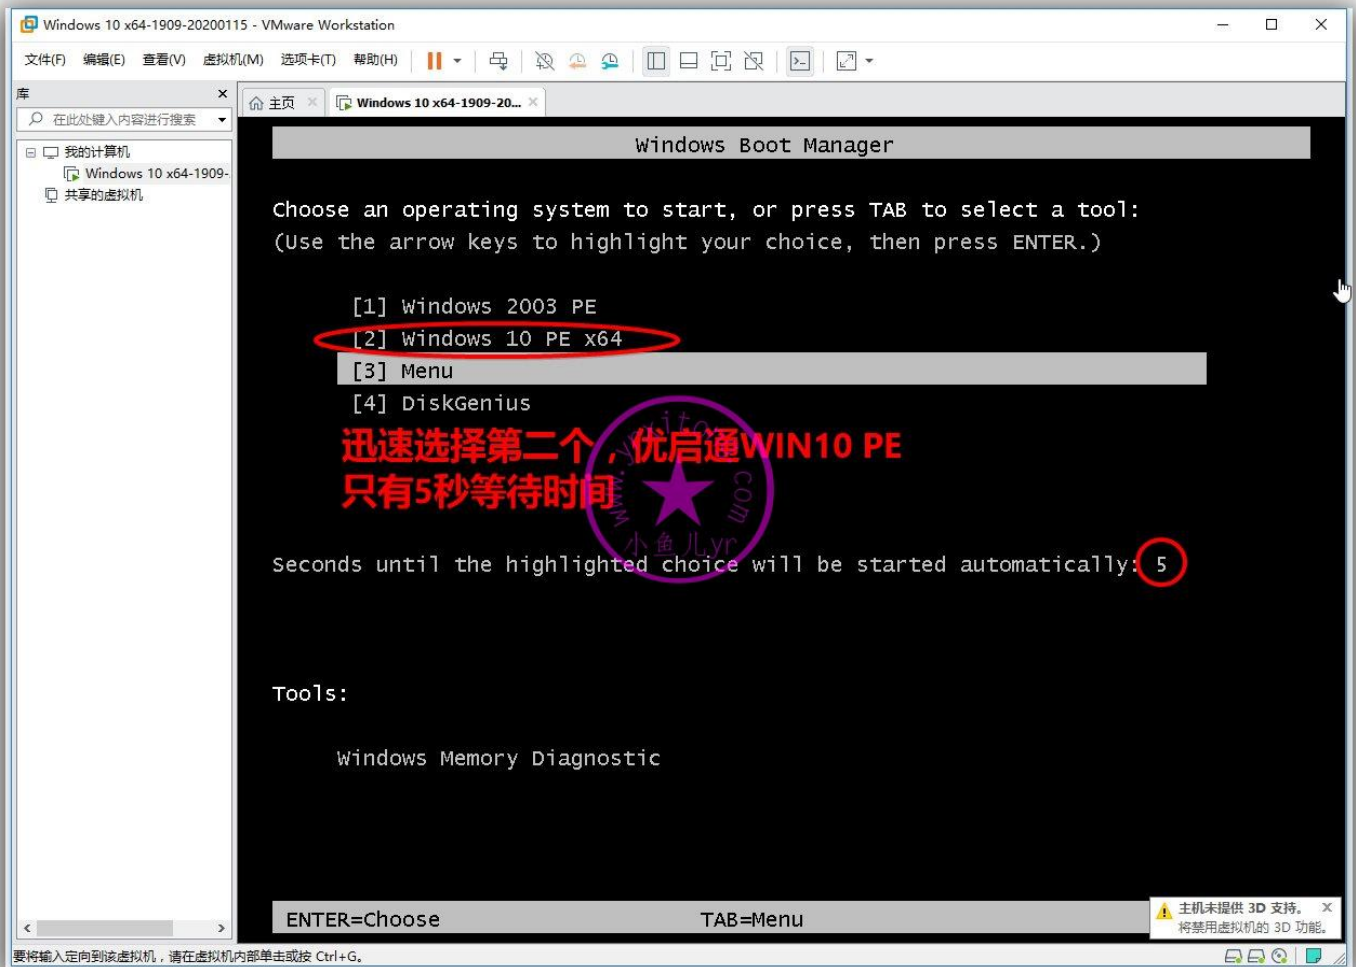 Windows 10 x64-1909-20200115 - VMware Workstation
文件(F) 编辑(E) 查看(V) 虚拟机(M) 选项卡(T) 帮助(H)
库
主页
Windows 10 x64-1909-20...
在此处键入内容进行搜索
我的计算机
Windows 10 x64-1909-
共享的虚拟机
Windows Boot Manager
Choose an operating system to start, or press TAB to select a tool:
(Use the arrow keys to highlight your choice, then press ENTER.)
[1] Windows 2003 PE
[2] Windows 10 PE x64
[3] Menu
[4] DiskGenius
迅速选择第二个，优启通WIN10 PE
只有5秒等待时间
小鱼儿yr
Seconds until the highlighted choice will be started automatically: 5
Tools:
Windows Memory Diagnostic
ENTER=Choose TAB=Menu
主机未提供 3D 支持。
将禁用虚拟机的 3D 功能。
要将输入定向到该虚拟机，请在虚拟机内部单击或按 Ctrl+G。